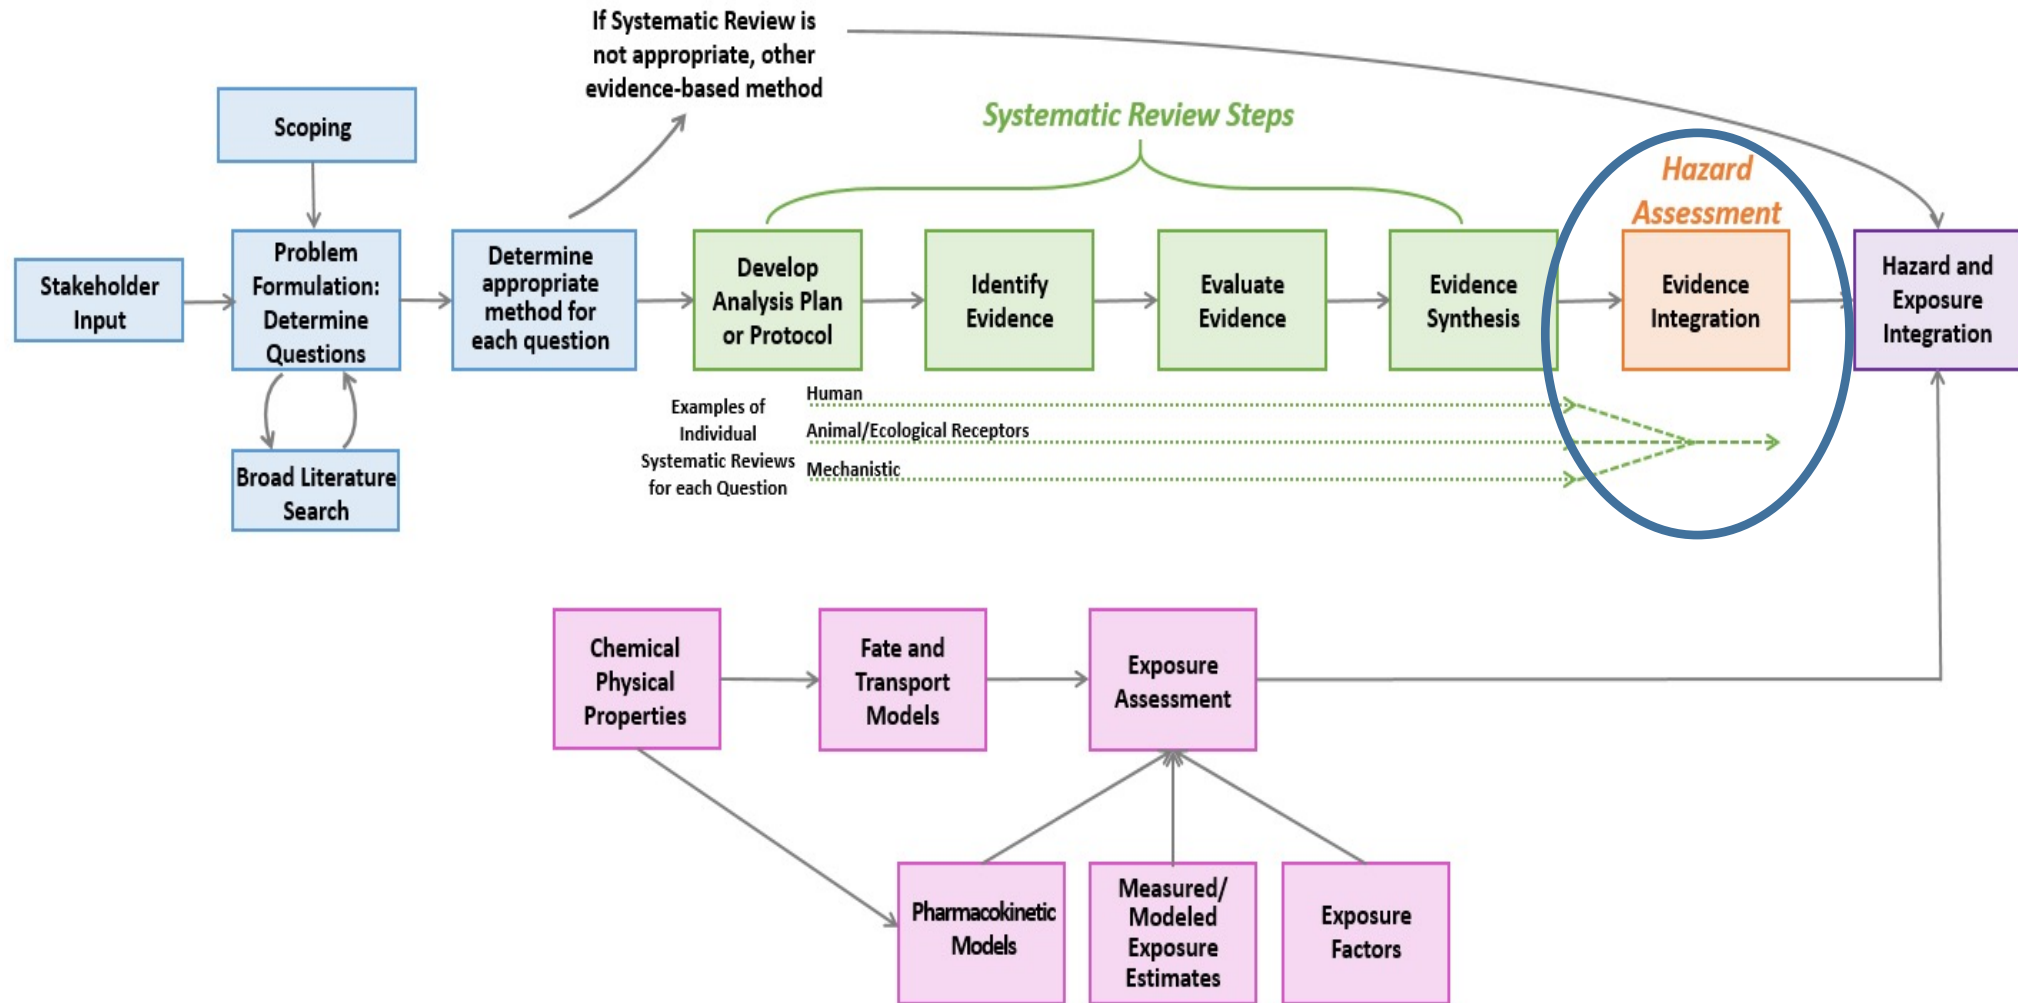 If Systematic Review is
not appropriate, other
evidence-based method
Scoping
Systematic Review Steps
Hazard
Assessment
Stakeholder
Input
Problem
Formulation:
Determine
Questions
Determine
appropriate
method for
each question
Develop
Analysis Plan
or Protocol
Identify
Evidence
Evaluate
Evidence
Evidence
Synthesis
Evidence
Integration
Hazard and
Exposure
Integration
Broad Literature
Search
Examples of
Individual
Systematic Reviews
for each Question
Human
Animal/Ecological Receptors
Mechanistic
Chemical
Physical
Properties
Fate and
Transport
Models
Exposure
Assessment
Pharmacokinetic
Models
Measured/
Modeled
Exposure
Estimates
Exposure
Factors